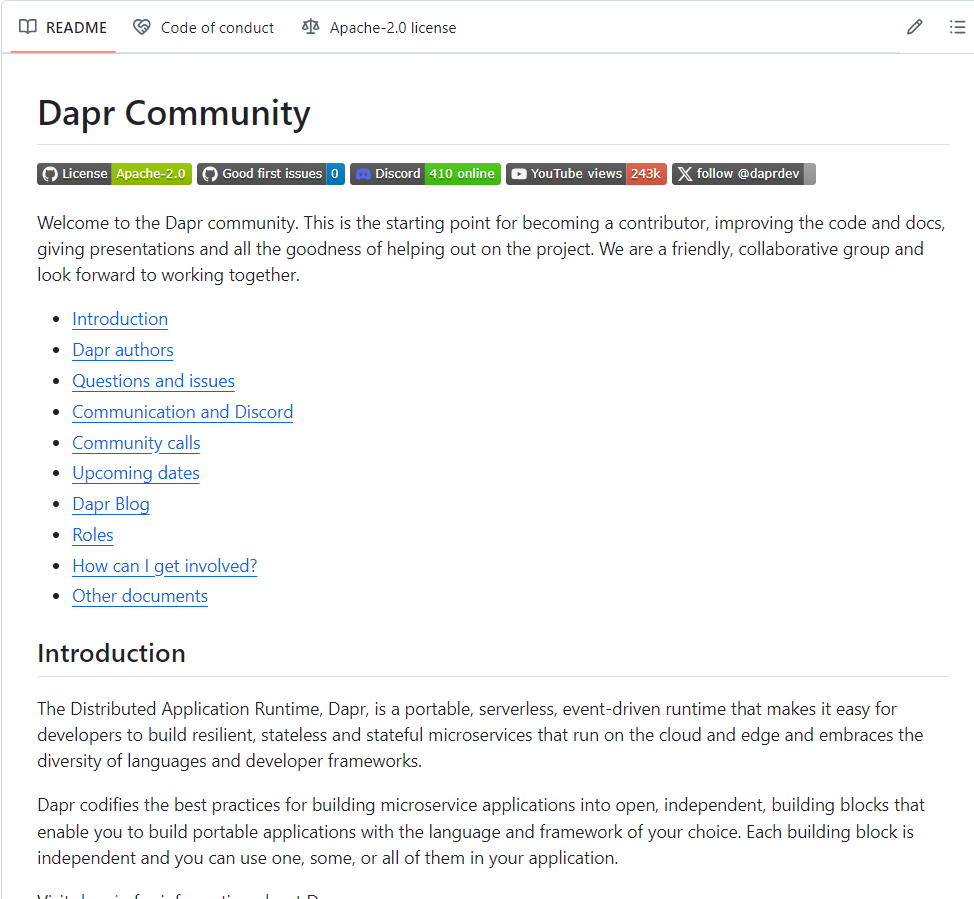 README Code of conduct Apache-2.0 license
Dapr Community
License Apache-2.0 Good first issues 0 Discord 410 online YouTube views 243k follow @daprdev
Welcome to the Dapr community. This is the starting point for becoming a contributor, improving the code and docs,
giving presentations and all the goodness of helping out on the project. We are a friendly, collaborative group and
look forward to working together.
Introduction
Dapr authors
Questions and issues
Communication and Discord
Community calls
Upcoming dates
Dapr Blog
Roles
How can I get involved?
Other documents
Introduction
The Distributed Application Runtime, Dapr, is a portable, serverless, event-driven runtime that makes it easy for
developers to build resilient, stateless and stateful microservices that run on the cloud and edge and embraces the
diversity of languages and developer frameworks.
Dapr codifies the best practices for building microservice applications into open, independent, building blocks that
enable you to build portable applications with the language and framework of your choice. Each building block is
independent and you can use one, some, or all of them in your application.